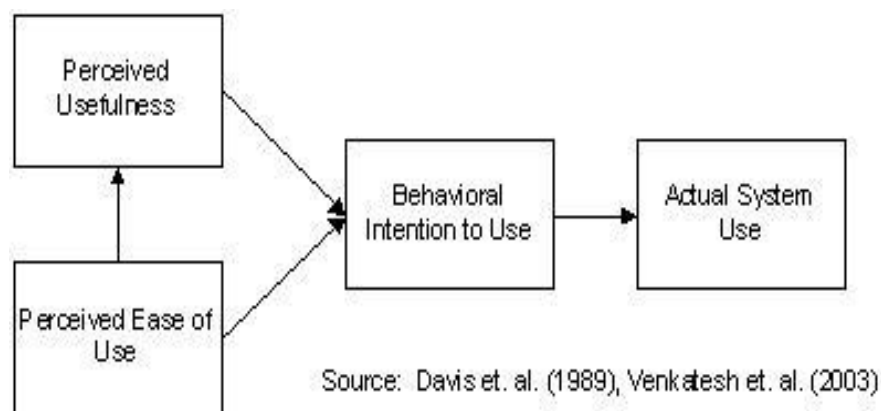 Perceived
Usefulness
Behavioral
Intention to Use
Actual System
Use
Perceived Ease of
Use
Source: Davis et. al. (1989), Venkatesh et. al. (2003)